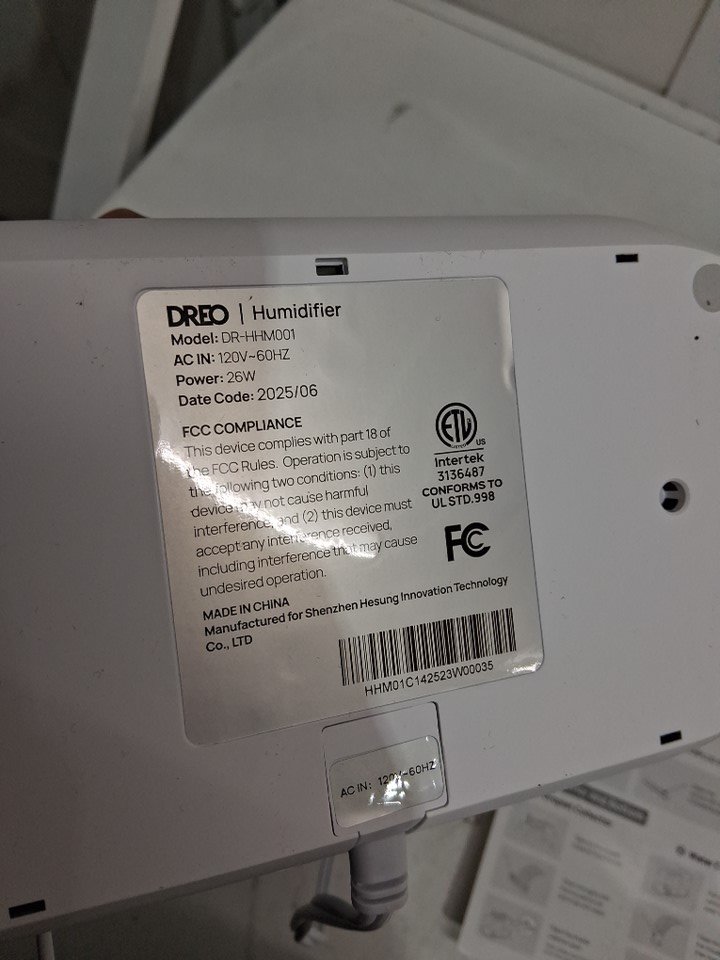 DREO | Humidifier
Model: DR-HHM001
AC IN: 120V~60HZ
Power: 26W
Date Code: 2025/06
FCC COMPLIANCE
This device complies with part 18 of
the FCC Rules. Operation is subject to
the following two conditions: (1) this
device may not cause harmful
interference, and (2) this device must
accept any interference received,
including interference that may cause
undesired operation.
ETL
US
Intertek
3136487
CONFORMS TO
UL STD.998
FC
MADE IN CHINA
Manufactured for Shenzhen Hesung Innovation Technology
Co., LTD
HHM01C142523W00035
AC IN: 120V~60HZ